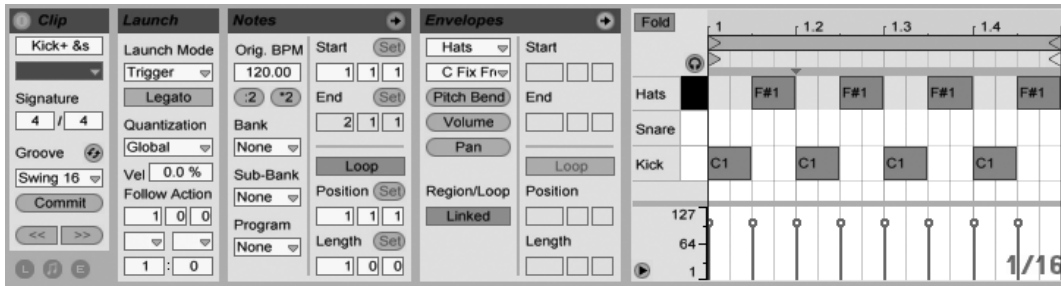 Clip
Kick+ &s
Signature
4 / 4
Groove
Swing 16
Commit
<< >>
L E
Launch
Launch Mode
Trigger
Legato
Quantization
Global
Vel 0.0 %
Follow Action
1 0 0
1 : 0
Notes
Orig. BPM
120.00
:2 *2
Bank
None
Sub-Bank
None
Program
None
Start Set
1 1 1
End Set
2 1 1
Loop
Position Set
1 1 1
Length Set
1 0 0
Envelopes
Hats
C Fix Fr
Pitch Bend
Volume
Pan
Region/Loop
Linked
Start
End
Loop
Position
Length
Fold 1 1.2 1.3 1.4
Hats F#1 F#1 F#1 F#1
Snare
Kick C1 C1 C1 C1
127
64
1 1/16